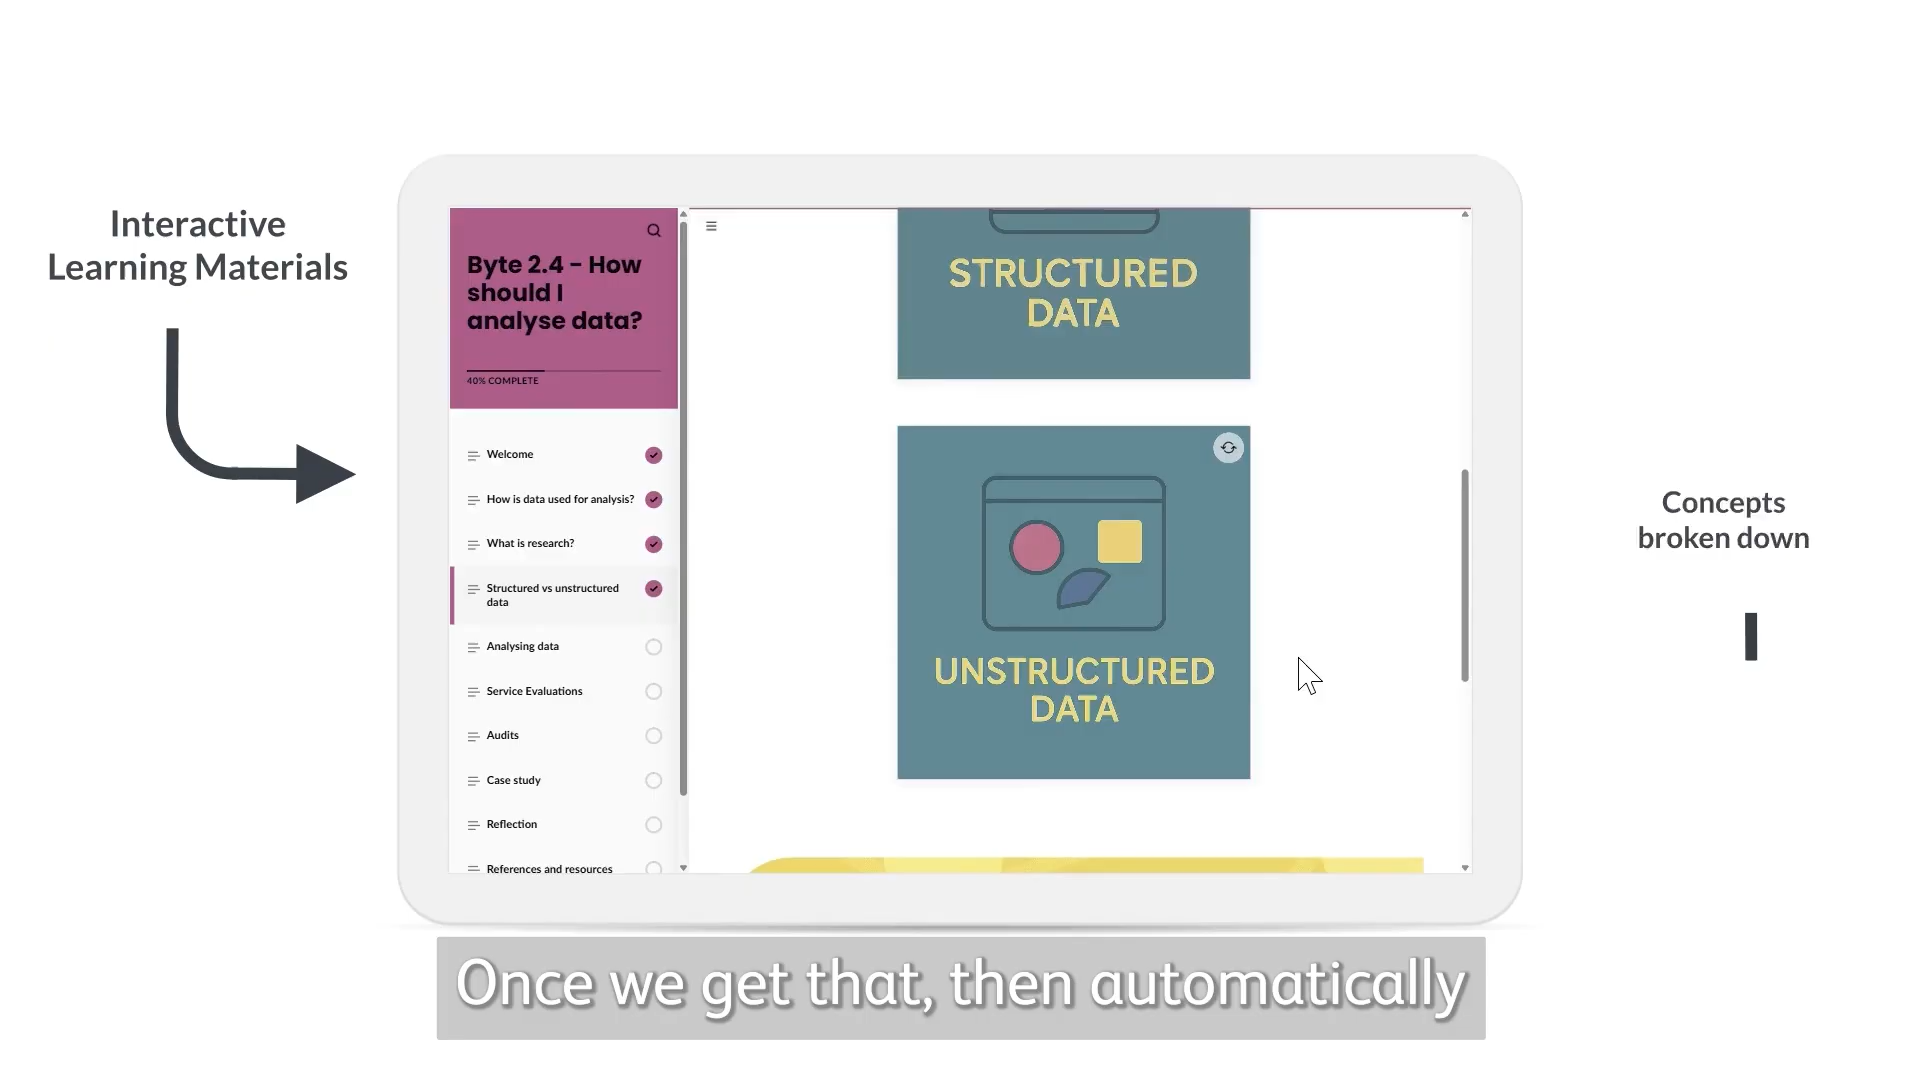 Interactive
Learning Materials
Byte 2.4 - How
should I
analyse data?
40% COMPLETE
Welcome
How is data used for analysis?
What is research?
Structured vs unstructured
data
Analysing data
Service Evaluations
Audits
Case study
Reflection
References and resources
STRUCTURED
DATA
UNSTRUCTURED
DATA
Concepts
broken down
Once we get that, then automatically